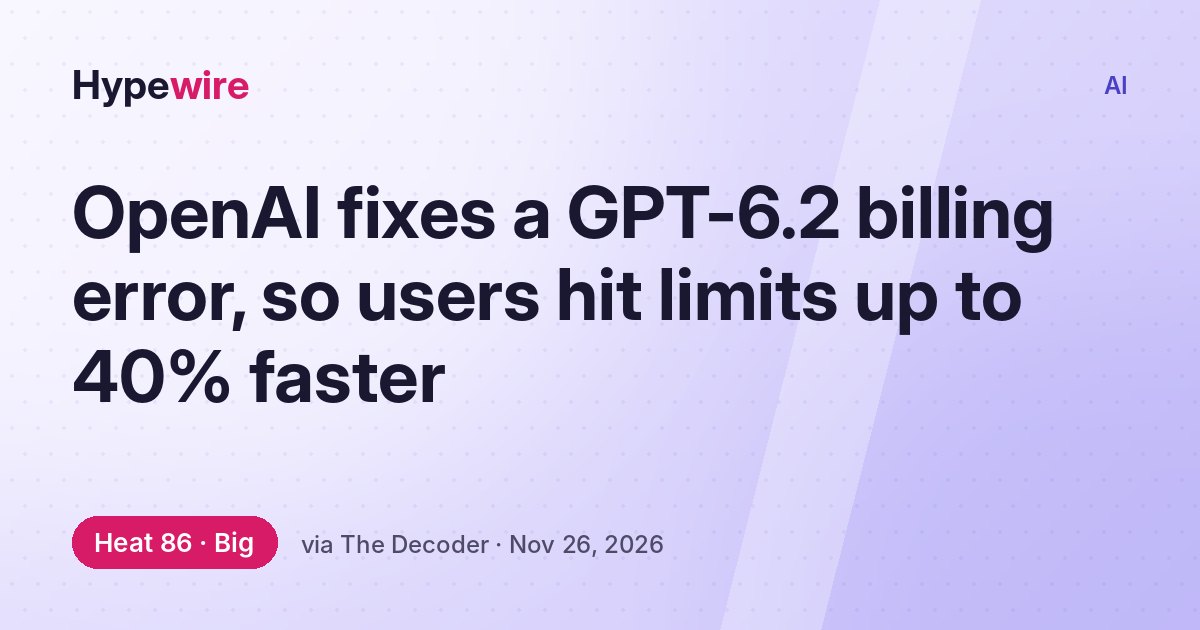 Hypewire
AI
OpenAI fixes a GPT-6.2 billing
error, so users hit limits up to
40% faster
Heat 86 · Big
via The Decoder · Nov 26, 2026